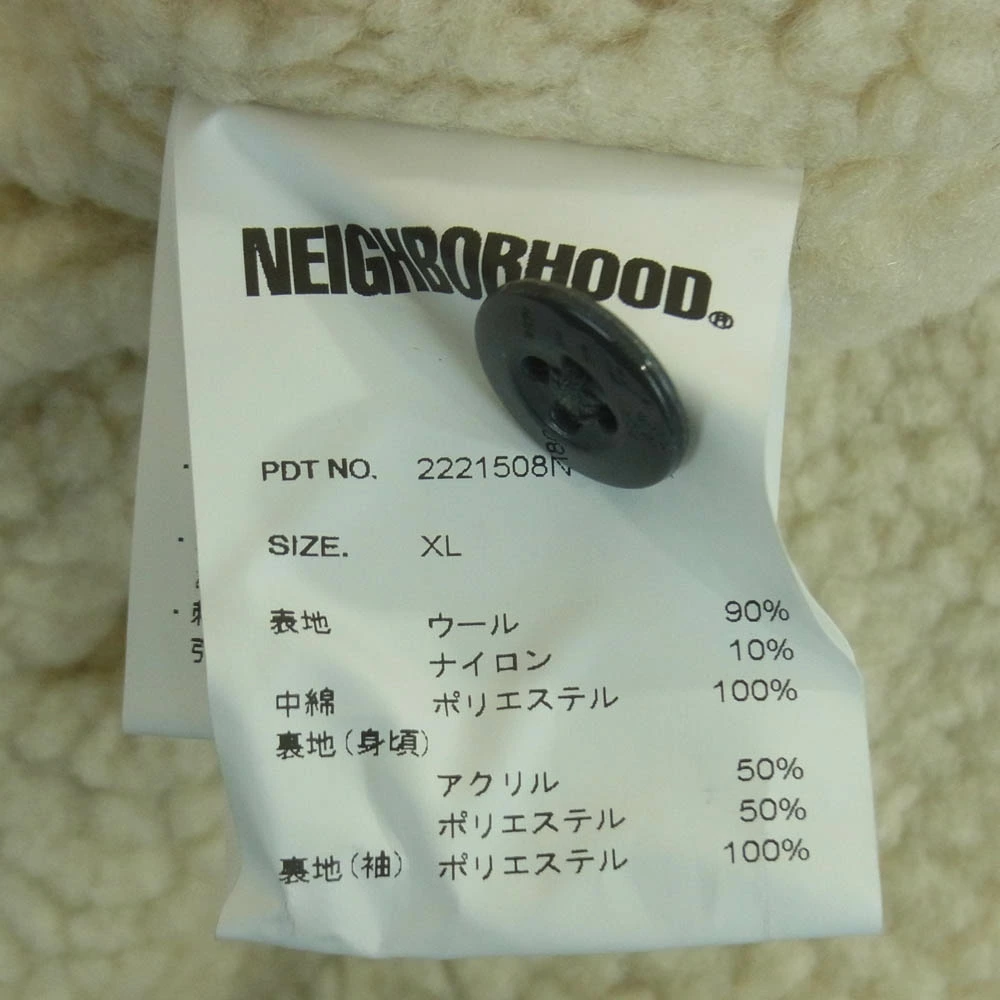 NEIGHBORHOOD®
PDT NO. 2221508N
SIZE. XL
表地 ウール 90%
ナイロン 10%
中綿 ポリエステル 100%
裏地(身頃)
アクリル 50%
ポリエステル 50%
裏地(袖) ポリエステル 100%